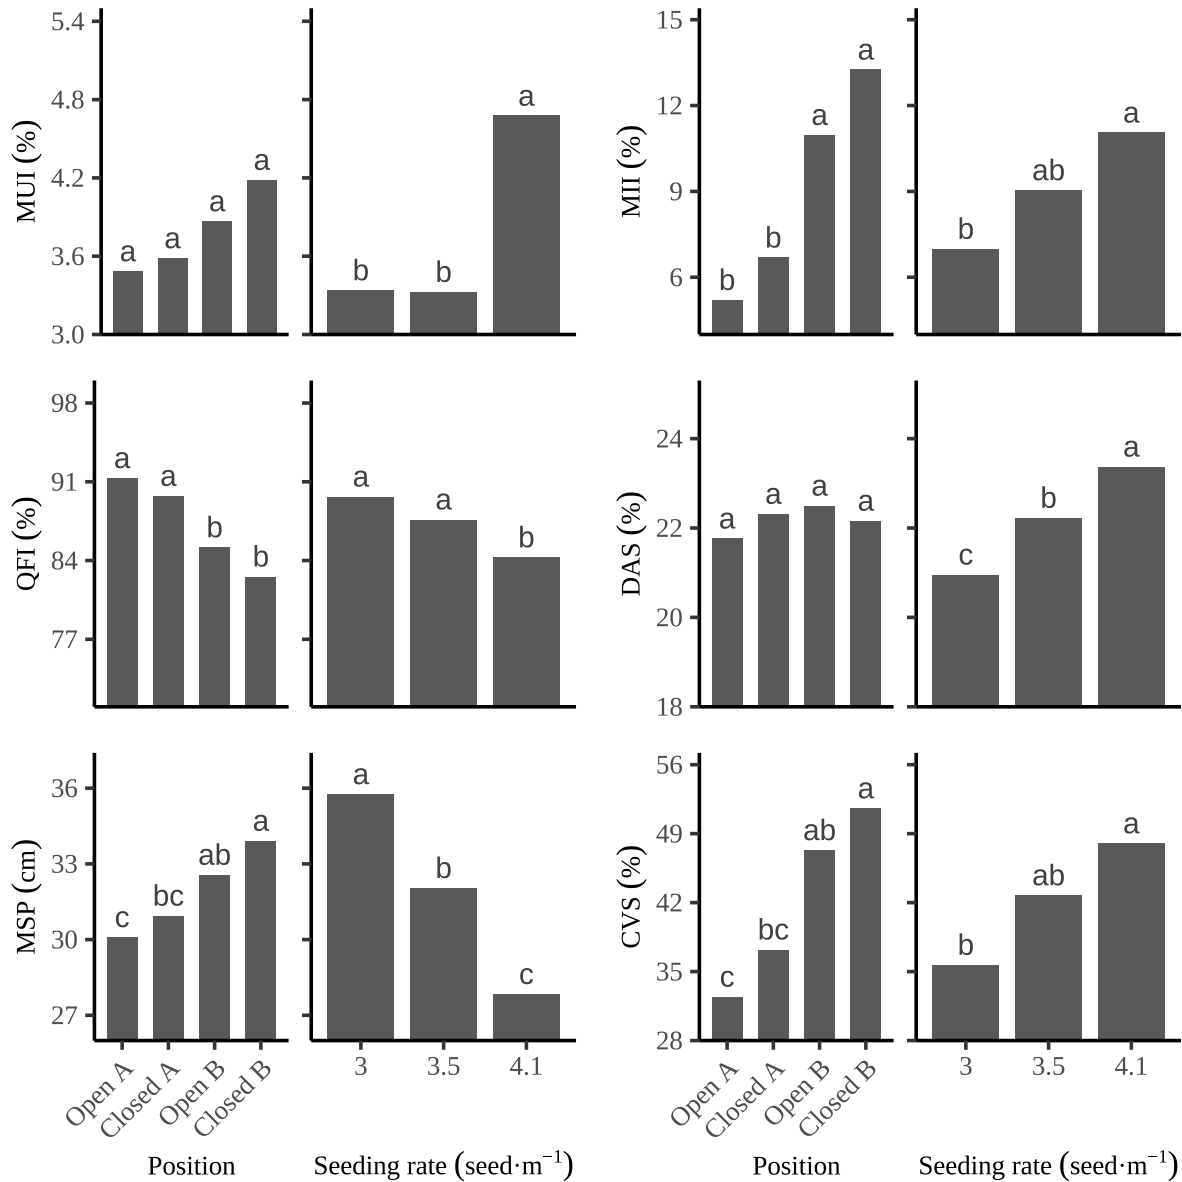 MUI (%)
5.4
4.8
4.2
3.6
3.0
a a a a
b b a
MII (%)
15
12
9
6
b b a a
b ab a
QFI (%)
98
91
84
77
a a b b
a a b
DAS (%)
24
22
20
18
a a a a
c b a
MSP (cm)
36
33
30
27
c bc ab a
a b c
CVS (%)
56
49
42
35
28
c bc ab a
b ab a
Open A
Closed A
Open B
Closed B
3 3.5 4.1
Open A
Closed A
Open B
Closed B
3 3.5 4.1
Position
Seeding rate (seed·m⁻¹)
Position
Seeding rate (seed·m⁻¹)